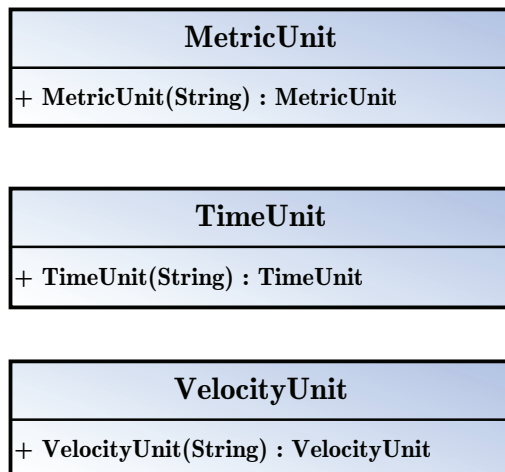 MetricUnit
+ MetricUnit(String) : MetricUnit
TimeUnit
+ TimeUnit(String) : TimeUnit
VelocityUnit
+ VelocityUnit(String) : VelocityUnit